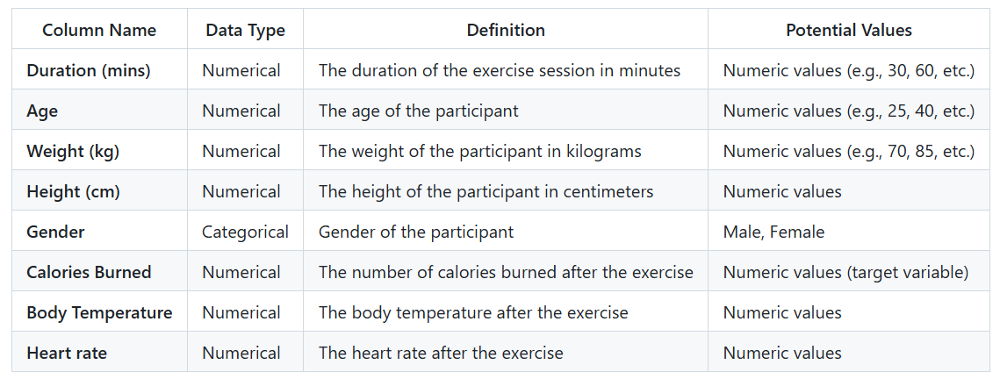 Column Name Data Type Definition Potential Values
Duration (mins) Numerical The duration of the exercise session in minutes Numeric values (e.g., 30, 60, etc.)
Age Numerical The age of the participant Numeric values (e.g., 25, 40, etc.)
Weight (kg) Numerical The weight of the participant in kilograms Numeric values (e.g., 70, 85, etc.)
Height (cm) Numerical The height of the participant in centimeters Numeric values
Gender Categorical Gender of the participant Male, Female
Calories Burned Numerical The number of calories burned after the exercise Numeric values (target variable)
Body Temperature Numerical The body temperature after the exercise Numeric values
Heart rate Numerical The heart rate after the exercise Numeric values